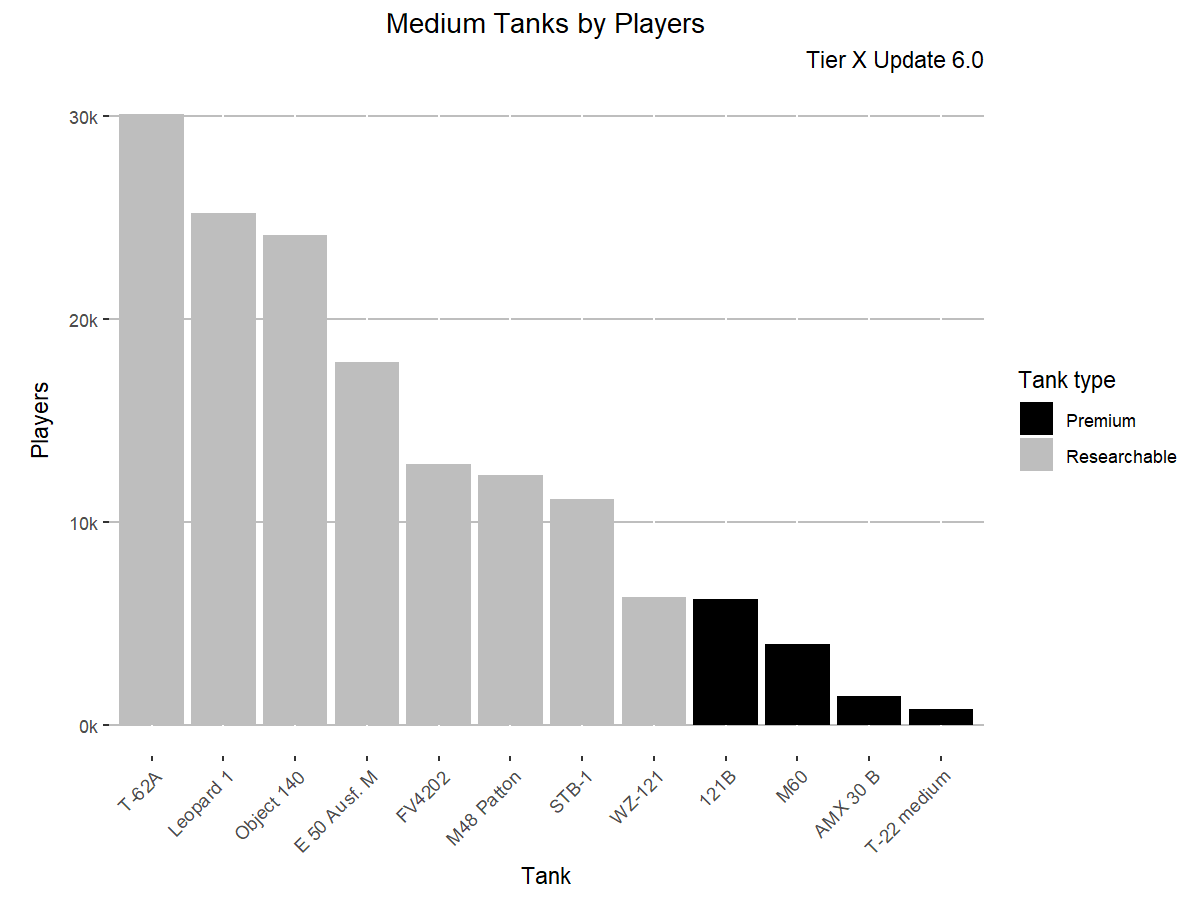 Medium Tanks by Players
Tier X Update 6.0
30k
20k
10k
0k
Players
T-62A
Leopard 1
Object 140
E 50 Ausf. M
FV4202
M48 Patton
STB-1
WZ-121
121B
M60
AMX 30 B
T-22 medium
Tank
Tank type
Premium
Researchable